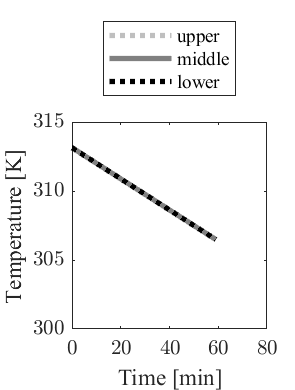 upper
middle
lower
315
310
305
300
Temperature [K]
0 20 40 60 80
Time [min]